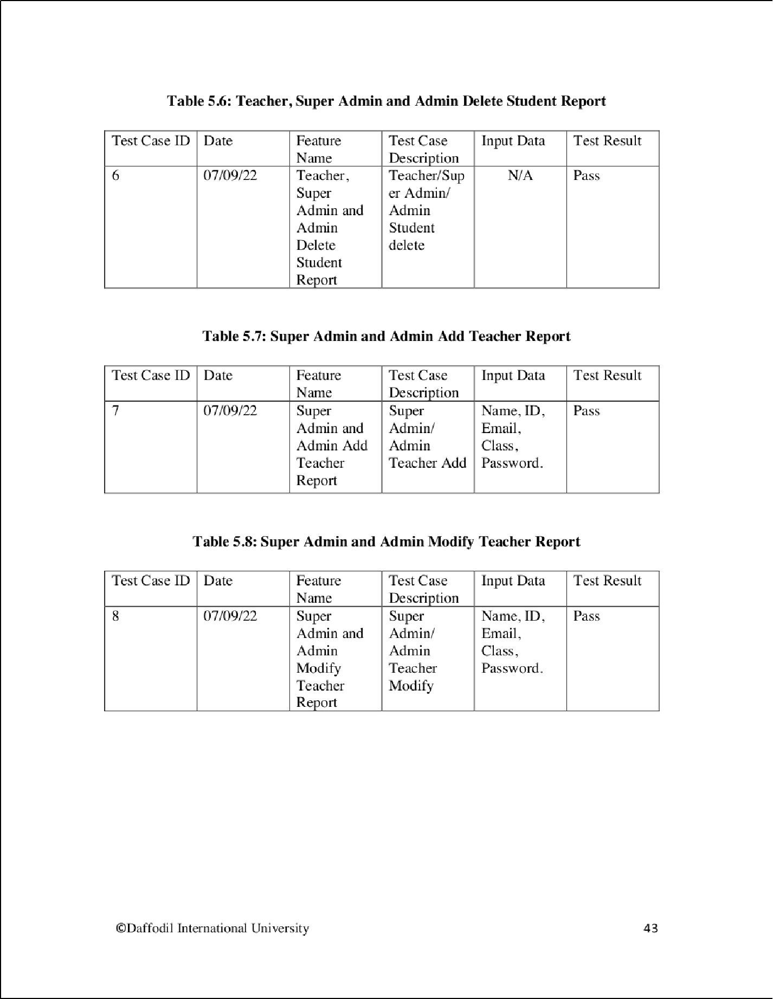 Table 5.6: Teacher, Super Admin and Admin Delete Student Report
Test Case ID Date Feature Name Test Case Description Input Data Test Result
6 07/09/22 Teacher, Super Admin and Admin Delete Student Report Teacher/Super Admin/ Admin Student delete N/A Pass
Table 5.7: Super Admin and Admin Add Teacher Report
Test Case ID Date Feature Name Test Case Description Input Data Test Result
7 07/09/22 Super Admin and Admin Add Teacher Report Super Admin/ Admin Teacher Add Name, ID, Email, Class, Password. Pass
Table 5.8: Super Admin and Admin Modify Teacher Report
Test Case ID Date Feature Name Test Case Description Input Data Test Result
8 07/09/22 Super Admin and Admin Modify Teacher Report Super Admin/ Admin Teacher Modify Name, ID, Email, Class, Password. Pass
©Daffodil International University 43